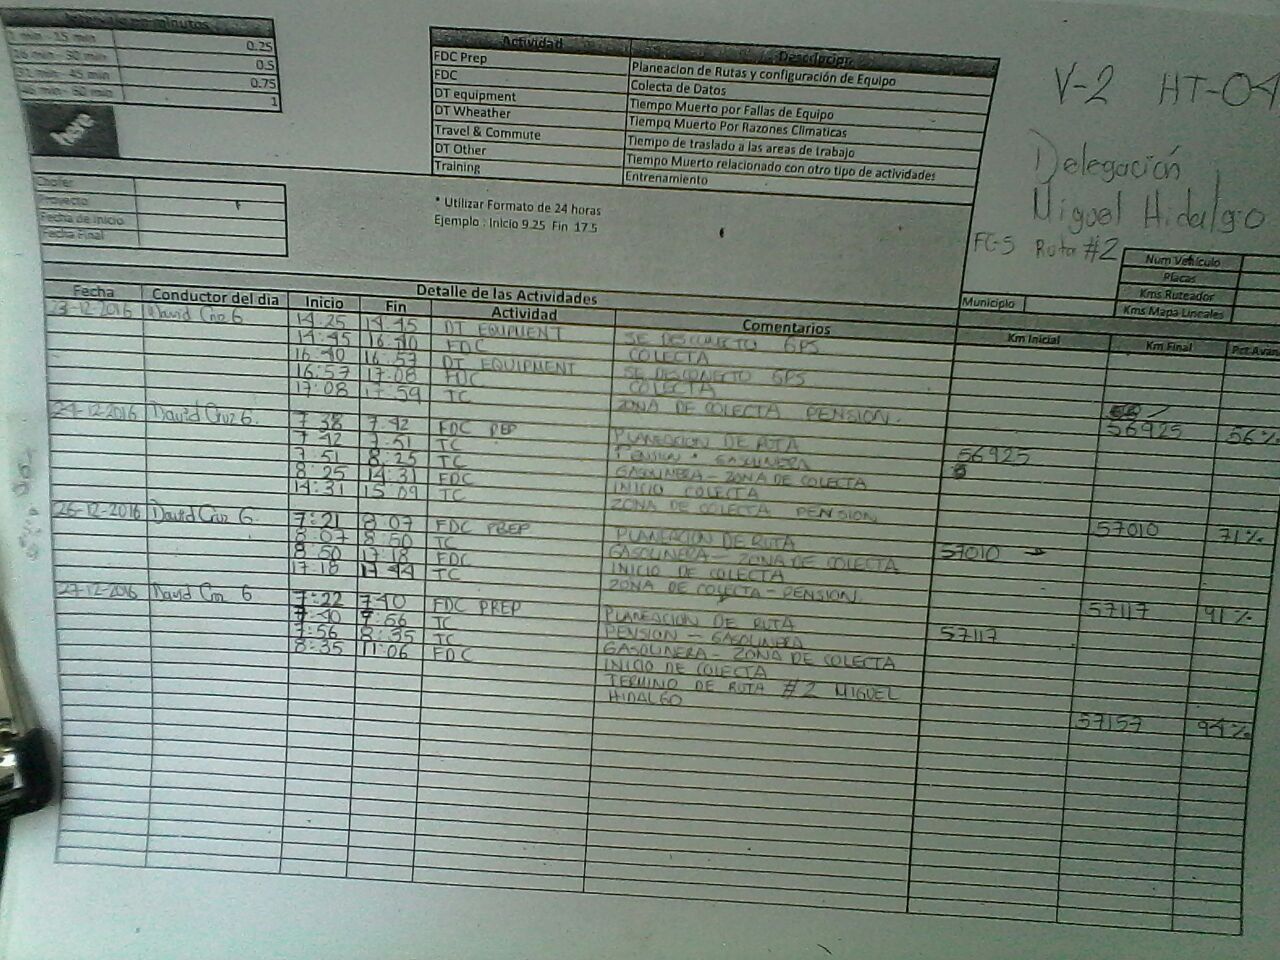 Intervalo en minutos
1 min - 15 min 0.25
16 min - 30 min 0.5
31 min - 45 min 0.75
46 min - 60 min 1
here
Actividad Descripcion
FDC Prep Planeacion de Rutas y configuración de Equipo
FDC Colecta de Datos
DT equipment Tiempo Muerto por Fallas de Equipo
DT Wheather Tiempo Muerto Por Razones Climaticas
Travel & Commute Tiempo de traslado a las areas de trabajo
DT Other Tiempo Muerto relacionado con otro tipo de actividades
Training Entrenamiento
V-2 HT-04
Delegación
Miguel Hidalgo
FC-S Ruta #2
Chofer
Proyecto
Fecha de Inicio
Fecha Final
* Utilizar Formato de 24 horas
Ejemplo : Inicio 9.25 Fin 17.5
Num Vehículo
Placas
Kms Ruteador
Kms Mapa Lineales
Municipio
Detalle de las Actividades
Fecha Conductor del dia Inicio Fin Actividad Comentarios Km Inicial Km Final Pct Avan
23-12-2016 David Cruz G 14:25 14:45 DT EQUIPMENT SE DESCONECTO GPS
14:45 16:40 FDC COLECTA
16:40 16:57 DT EQUIPMENT SE DESCONECTO GPS
16:57 17:08 FDC COLECTA
17:08 17:59 TC ZONA DE COLECTA PENSION.
56925 56%
24-12-2016 David Cruz G. 7:38 7:42 FDC PEP PLANEACION DE RUTA
7:42 7:51 TC PENSION - GASOLINERA 56925
7:51 8:25 TC GASOLINERA - ZONA DE COLECTA
8:25 14:31 FDC INICIO COLECTA
14:31 15:09 TC ZONA DE COLECTA PENSION
57010 71%
26-12-2016 David Cruz G. 7:21 8:07 FDC PREP PLANEACION DE RUTA
8:07 8:50 TC GASOLINERA - ZONA DE COLECTA 57010
8:50 17:18 FDC INICIO DE COLECTA
17:18 17:44 TC ZONA DE COLECTA - PENSION.
57117 91%
27-12-2016 David Cruz G 7:22 7:40 FDC PREP PLANEACION DE RUTA
7:40 7:56 TC PENSION - GASOLINERA 57117
7:56 8:35 TC GASOLINERA - ZONA DE COLECTA
8:35 11:06 FDC INICIO DE COLECTA
TERMINO DE RUTA #2 MIGUEL
HIDALGO
57157 94%